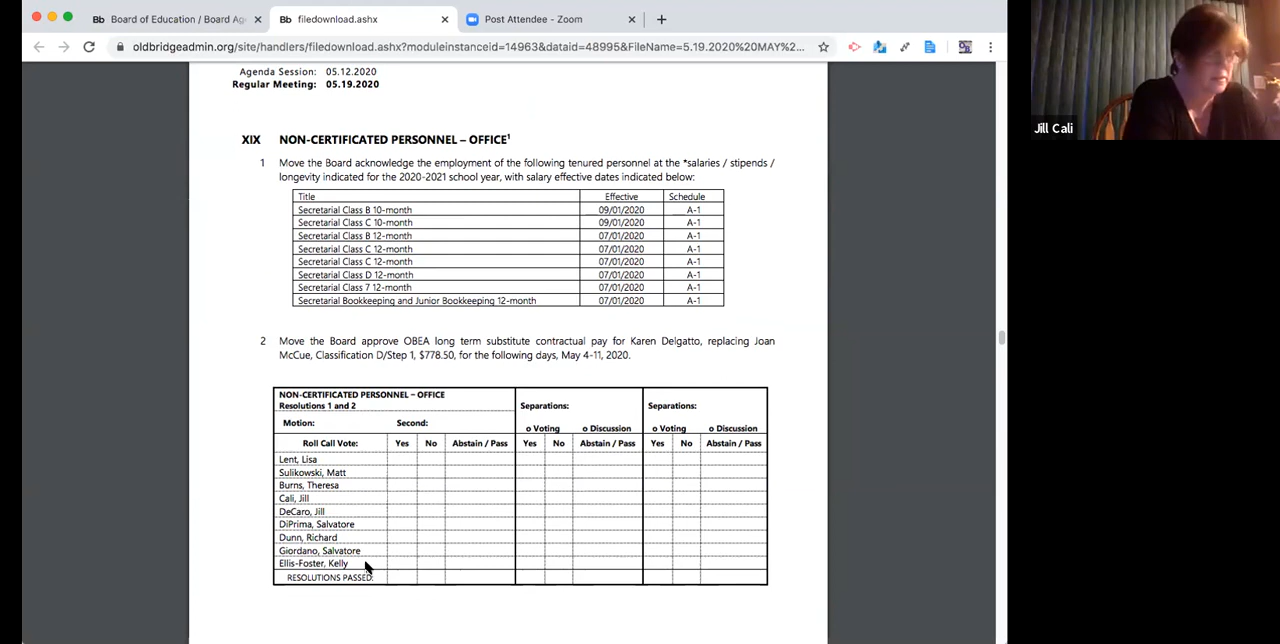 Bb Board of Education / Board Ag
Bb filedownload.ashx
Post Attendee - Zoom
oldbridgeadmin.org/site/handlers/filedownload.ashx?moduleinstanceid=14963&dataid=48995&FileName=5.19.2020%20MAY%2...
Jill Cali
Agenda Session: 05.12.2020
Regular Meeting: 05.19.2020
XIX NON-CERTIFICATED PERSONNEL – OFFICE¹
1 Move the Board acknowledge the employment of the following tenured personnel at the *salaries / stipends /
longevity indicated for the 2020-2021 school year, with salary effective dates indicated below:
Title Effective Schedule
Secretarial Class B 10-month 09/01/2020 A-1
Secretarial Class C 10-month 09/01/2020 A-1
Secretarial Class B 12-month 07/01/2020 A-1
Secretarial Class C 12-month 07/01/2020 A-1
Secretarial Class C 12-month 07/01/2020 A-1
Secretarial Class D 12-month 07/01/2020 A-1
Secretarial Class 7 12-month 07/01/2020 A-1
Secretarial Bookkeeping and Junior Bookkeeping 12-month 07/01/2020 A-1
2 Move the Board approve OBEA long term substitute contractual pay for Karen Delgatto, replacing Joan
McCue, Classification D/Step 1, $778.50, for the following days, May 4-11, 2020.
NON-CERTIFICATED PERSONNEL – OFFICE
Resolutions 1 and 2 Separations: Separations:
Motion: Second: o Voting o Discussion o Voting o Discussion
Roll Call Vote: Yes No Abstain / Pass Yes No Abstain / Pass Yes No Abstain / Pass
Lent, Lisa
Sulikowski, Matt
Burns, Theresa
Cali, Jill
DeCaro, Jill
DiPrima, Salvatore
Dunn, Richard
Giordano, Salvatore
Ellis-Foster, Kelly
RESOLUTIONS PASSED: